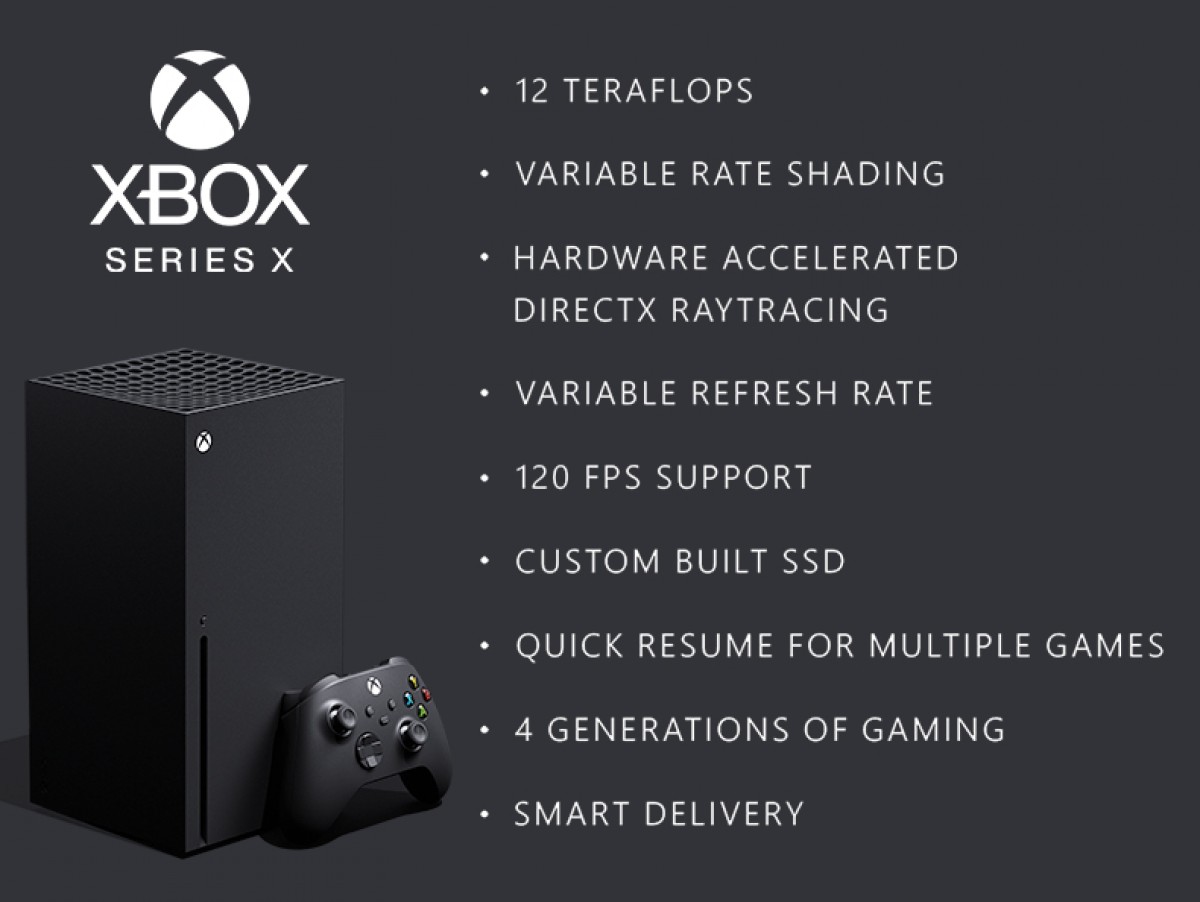 XBOX
SERIES X
• 12 TERAFLOPS
• VARIABLE RATE SHADING
• HARDWARE ACCELERATED
DIRECTX RAYTRACING
• VARIABLE REFRESH RATE
• 120 FPS SUPPORT
• CUSTOM BUILT SSD
• QUICK RESUME FOR MULTIPLE GAMES
• 4 GENERATIONS OF GAMING
• SMART DELIVERY